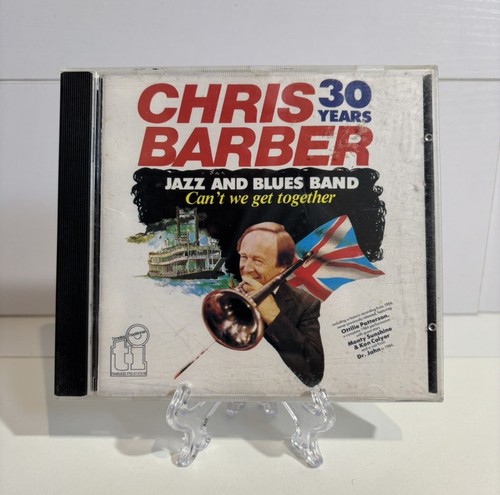 CHRIS 30
YEARS
BARBER
JAZZ AND BLUES BAND
Can't we get together
Ottilie Patterson,
Monty Sunshine
& Ken Colyer
Dr. John
ti